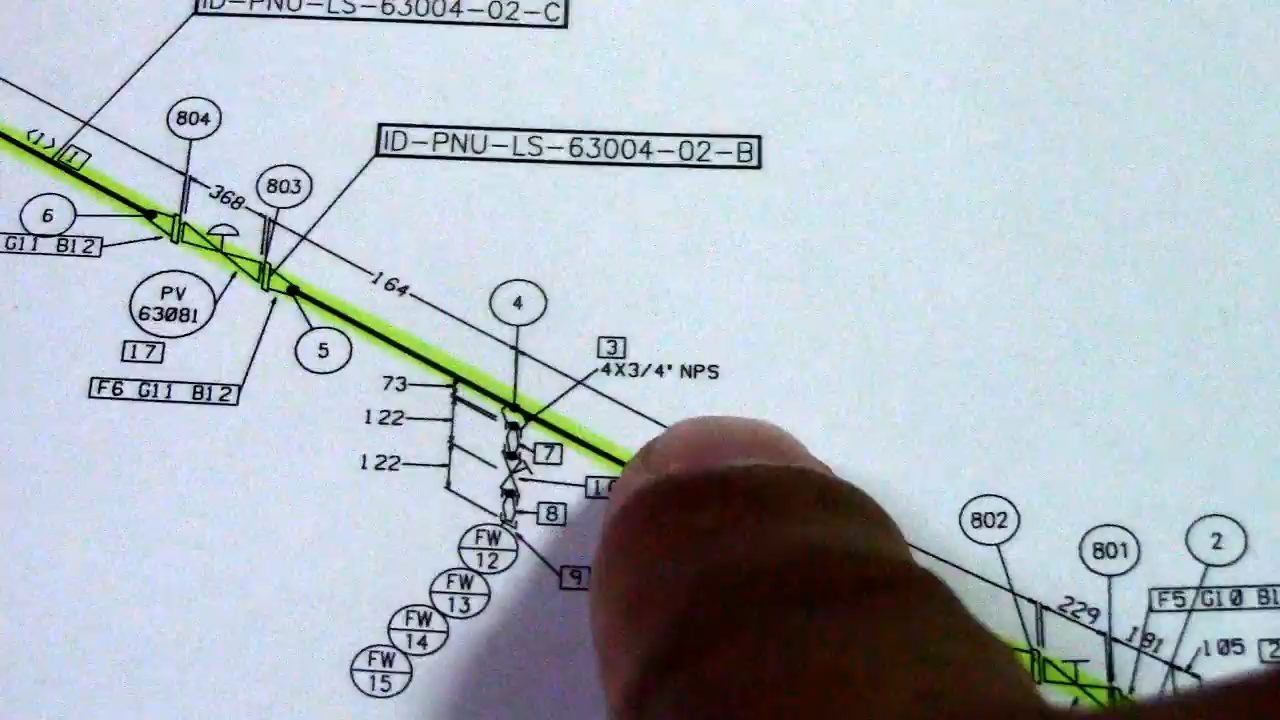 ID-PNU-LS-63004-02-C
804
ID-PNU-LS-63004-02-B
<1>
1
368
803
6
G11 B12
164
PV
63081
4
17
5
3
4X3/4" NPS
F6 G11 B12
73
122
7
122
8
802
FW
12
801
2
9
FW
13
F5 G10
229
FW
14
181
105
FW
15